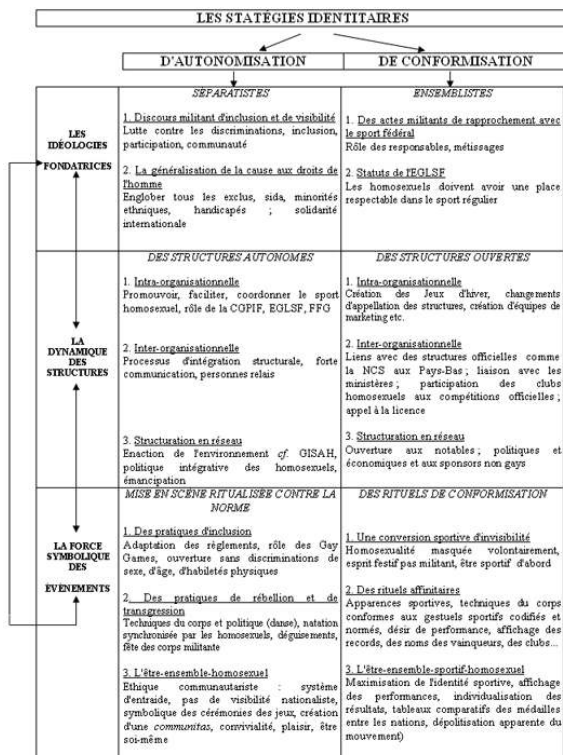 LES STATÉGIES IDENTITAIRES
D'AUTONOMISATION
DE CONFORMISATION
LES
IDÉOLOGIES
FONDATRICES
SÉPARATISTES
1. Discours militant d'inclusion et de visibilité
Lutte contre les discriminations, inclusion,
participation, communauté
2. La généralisation de la cause aux droits de
l'homme
Englober tous les exclus, sida, minorités
ethniques, handicapés ; solidarité
internationale
ENSEMBLISTES
1. Des actes militants de rapprochement avec
le sport fédéral
Rôle des responsables, métissages
2. Statuts de l'EGLSF
Les homosexuels doivent avoir une place
respectable dans le sport régulier
LA
DYNAMIQUE
DES
STRUCTURES
DES STRUCTURES AUTONOMES
1. Intra-organisationnelle
Promouvoir, faciliter, coordonner le sport
homosexuel, rôle de la CGPIF, EGLSF, FFG
2. Inter-organisationnelle
Processus d'intégration structurale, forte
communication, personnes relais
3. Structuration en réseau
Enaction de l'environnement cf. GISAH,
politique intégrative des homosexuels,
émancipation
DES STRUCTURES OUVERTES
1. Intra-organisationnelle
Création des Jeux d'hiver, changements
d'appellation des structures, création d'équipes de
marketing etc.
2. Inter-organisationnelle
Liens avec des structures officielles comme
la NCS aux Pays-Bas ; liaison avec les
ministères ; participation des clubs
homosexuels aux compétitions officielles ;
appel à la licence
3. Structuration en réseau
Ouverture aux notables ; politiques et
économiques et aux sponsors non gays
LA FORCE
SYMBOLIQUE
DES
ÉVÈNEMENTS
MISE EN SCÈNE RITUALISÉE CONTRE LA
NORME
1. Des pratiques d'inclusion
Adaptation des règlements, rôle des Gay
Games, ouverture sans discriminations de
sexe, d'âge, d'habiletés physiques
2. Des pratiques de rébellion et de
transgression
Techniques du corps et politique (danse), natation
synchronisée par les homosexuels, déguisements,
fête des corps militante
3. L'être-ensemble-homosexuel
Ethique communautariste : système
d'entraide, pas de visibilité nationaliste,
symbolique des cérémonies des jeux, création
d'une communitas, convivialité, plaisir, être
soi-même
DES RITUELS DE CONFORMISATION
1. Une conversion sportive d'invisibilité
Homosexualité masquée volontairement,
esprit festif pas militant, être sportif d'abord
2. Des rituels affinitaires
Apparences sportives, techniques du corps
conformes aux gestuels sportifs codifiés et
normés, désir de performance, affichage des
records, des noms des vainqueurs, des clubs...
3. L'être-ensemble-sportif-homosexuel
Maximisation de l'identité sportive, affichage
des performances, individualisation des
résultats, tableaux comparatifs des médailles
entre les nations, dépolitisation apparente du
mouvement)